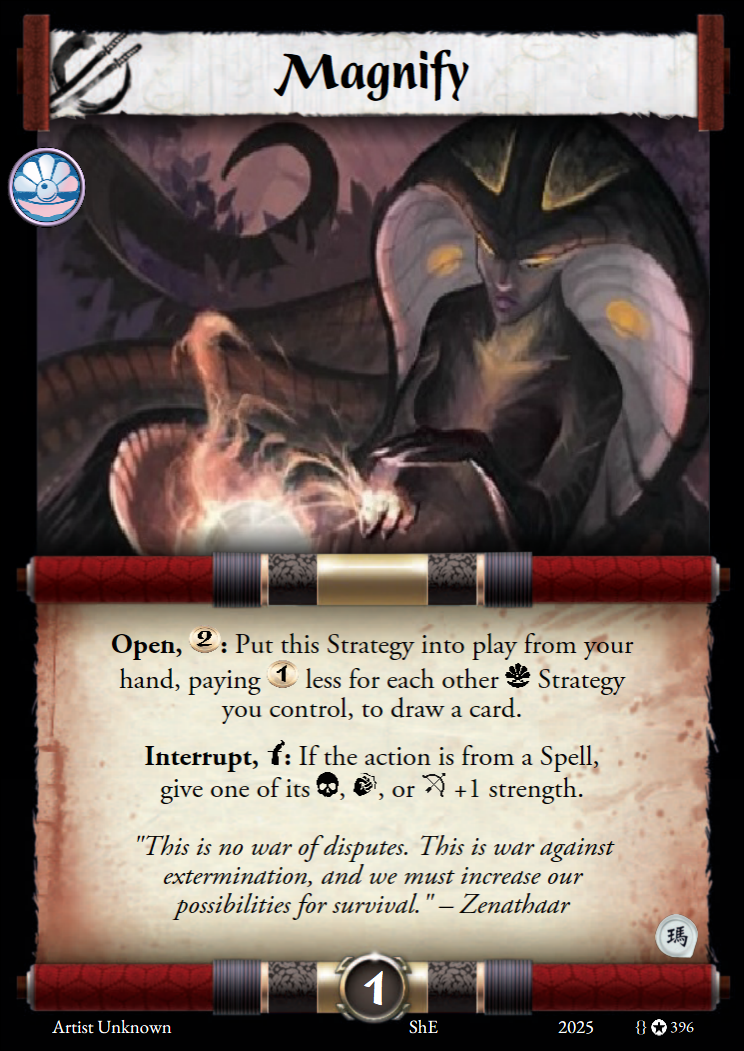 Magnify
Open, 2: Put this Strategy into play from your
hand, paying 1 less for each other Strategy
you control, to draw a card.
Interrupt, : If the action is from a Spell,
give one of its , , or +1 strength.
"This is no war of disputes. This is war against
extermination, and we must increase our
possibilities for survival." – Zenathaar
瑪
1
Artist Unknown ShE 2025 {} 396